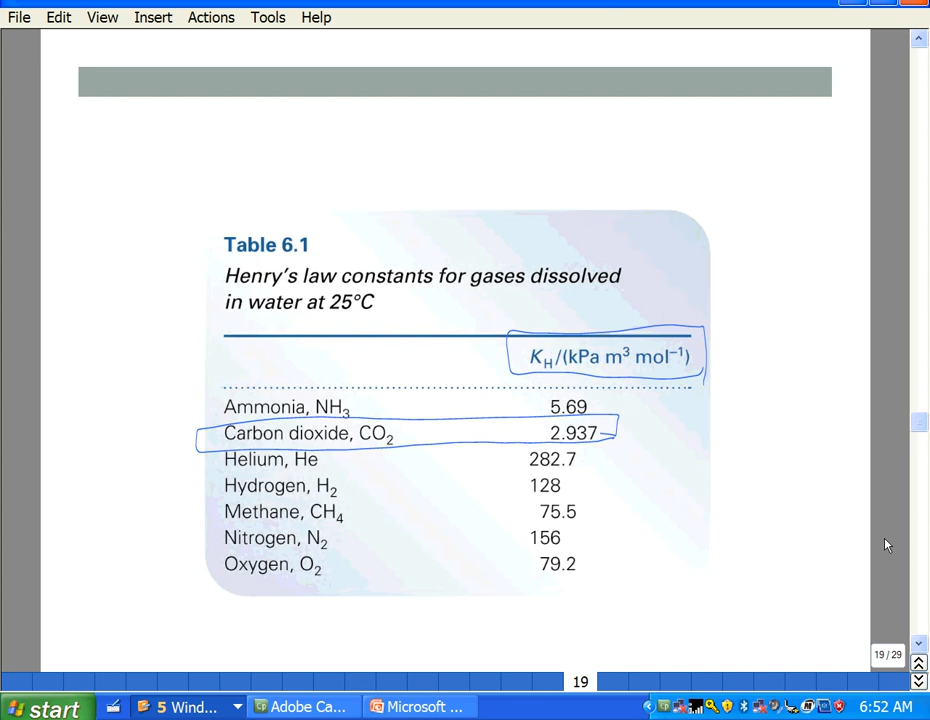 File Edit View Insert Actions Tools Help
Table 6.1
Henry's law constants for gases dissolved
in water at 25°C
K_H/(kPa m³ mol⁻¹)
Ammonia, NH₃ 5.69
Carbon dioxide, CO₂ 2.937
Helium, He 282.7
Hydrogen, H₂ 128
Methane, CH₄ 75.5
Nitrogen, N₂ 156
Oxygen, O₂ 79.2
19 / 29
19
start 5 Wind... Adobe Ca... Microsoft ... 6:52 AM